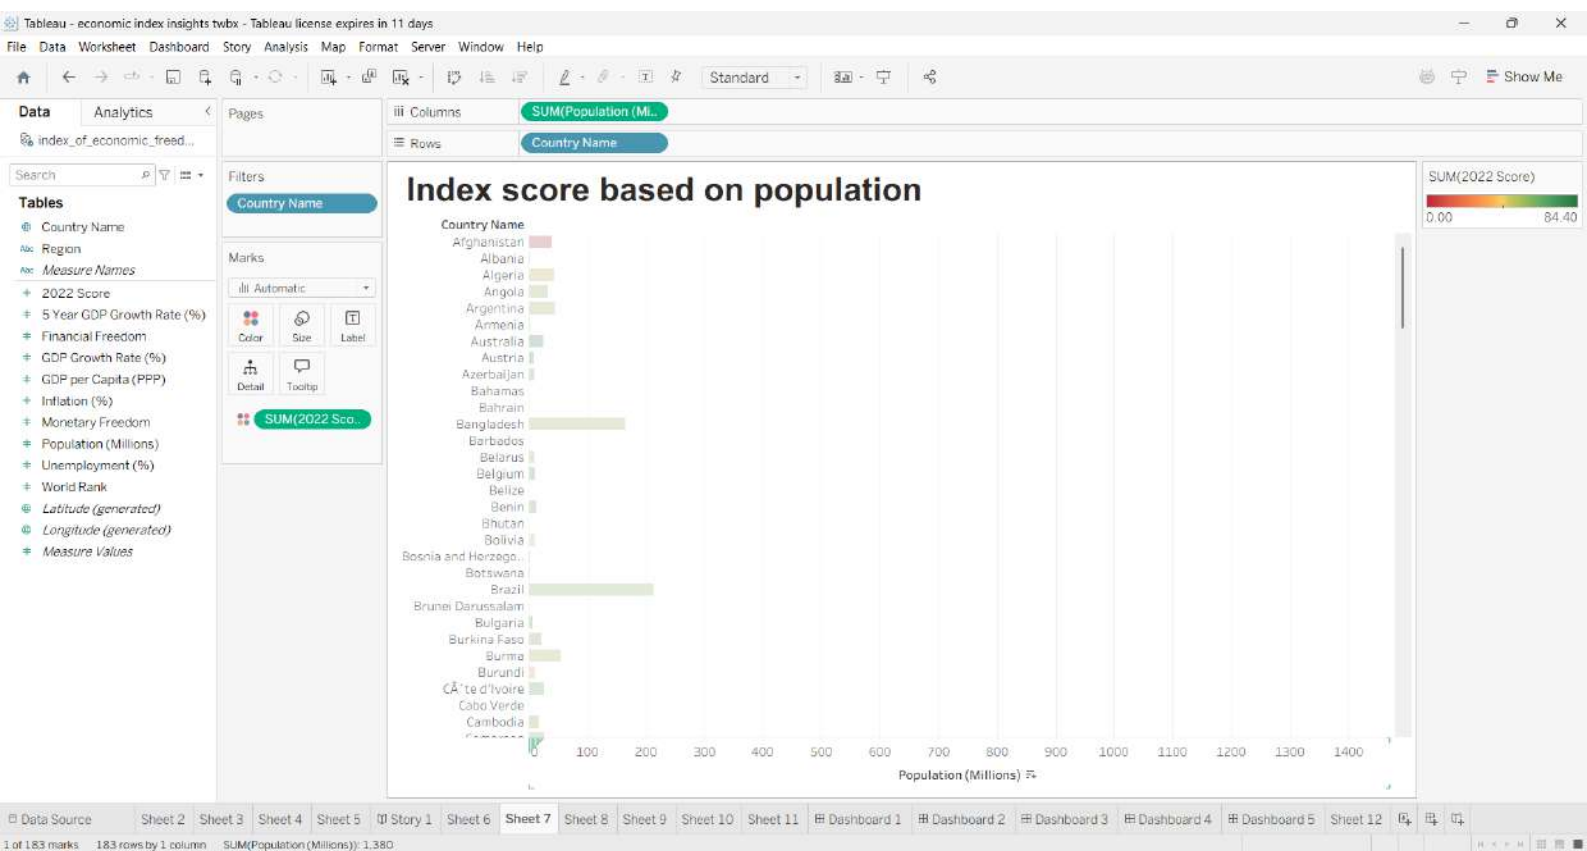 Tableau - economic index insights twbx - Tableau license expires in 11 days
File Data Worksheet Dashboard Story Analysis Map Format Server Window Help
Standard
Show Me
Data Analytics
index_of_economic_freed...
Search
Tables
Country Name
Abc Region
Abc Measure Names
2022 Score
5 Year GDP Growth Rate (%)
Financial Freedom
GDP Growth Rate (%)
GDP per Capita (PPP)
Inflation (%)
Monetary Freedom
Population (Millions)
Unemployment (%)
World Rank
Latitude (generated)
Longitude (generated)
Measure Values
Pages
Filters
Country Name
Marks
Automatic
Color Size Label
Detail Tooltip
SUM(2022 Sco..
Columns SUM(Population (Mi..
Rows Country Name
Index score based on population
Country Name
Afghanistan
Albania
Algeria
Angola
Argentina
Armenia
Australia
Austria
Azerbaijan
Bahamas
Bahrain
Bangladesh
Barbados
Belarus
Belgium
Belize
Benin
Bhutan
Bolivia
Bosnia and Herzego..
Botswana
Brazil
Brunei Darussalam
Bulgaria
Burkina Faso
Burma
Burundi
CÃ´te d'Ivoire
Cabo Verde
Cambodia
0 100 200 300 400 500 600 700 800 900 1000 1100 1200 1300 1400
Population (Millions)
SUM(2022 Score)
0.00 84.40
Data Source Sheet 2 Sheet 3 Sheet 4 Sheet 5 Story 1 Sheet 6 Sheet 7 Sheet 8 Sheet 9 Sheet 10 Sheet 11 Dashboard 1 Dashboard 2 Dashboard 3 Dashboard 4 Dashboard 5 Sheet 12
1 of 183 marks 183 rows by 1 column SUM(Population (Millions)): 1,380